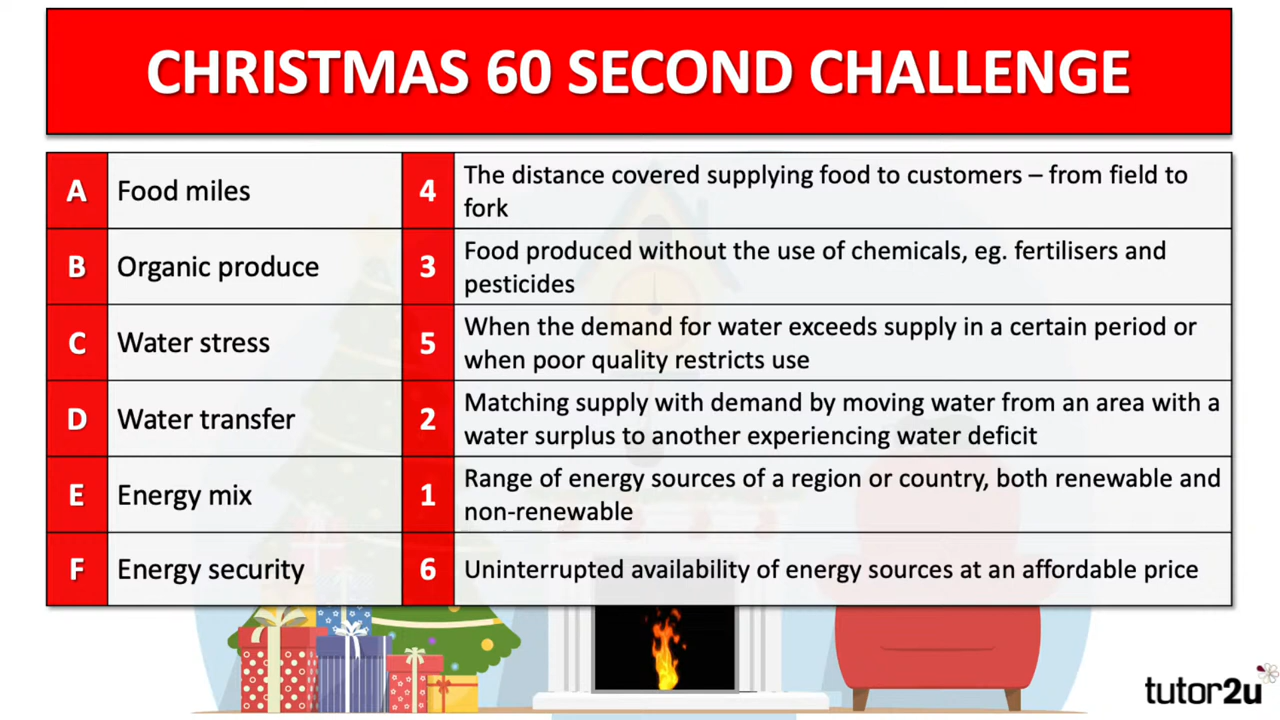 CHRISTMAS 60 SECOND CHALLENGE
A Food miles 4 The distance covered supplying food to customers – from field to
fork
B Organic produce 3 Food produced without the use of chemicals, eg. fertilisers and
pesticides
C Water stress 5 When the demand for water exceeds supply in a certain period or
when poor quality restricts use
D Water transfer 2 Matching supply with demand by moving water from an area with a
water surplus to another experiencing water deficit
E Energy mix 1 Range of energy sources of a region or country, both renewable and
non-renewable
F Energy security 6 Uninterrupted availability of energy sources at an affordable price
tutor2u